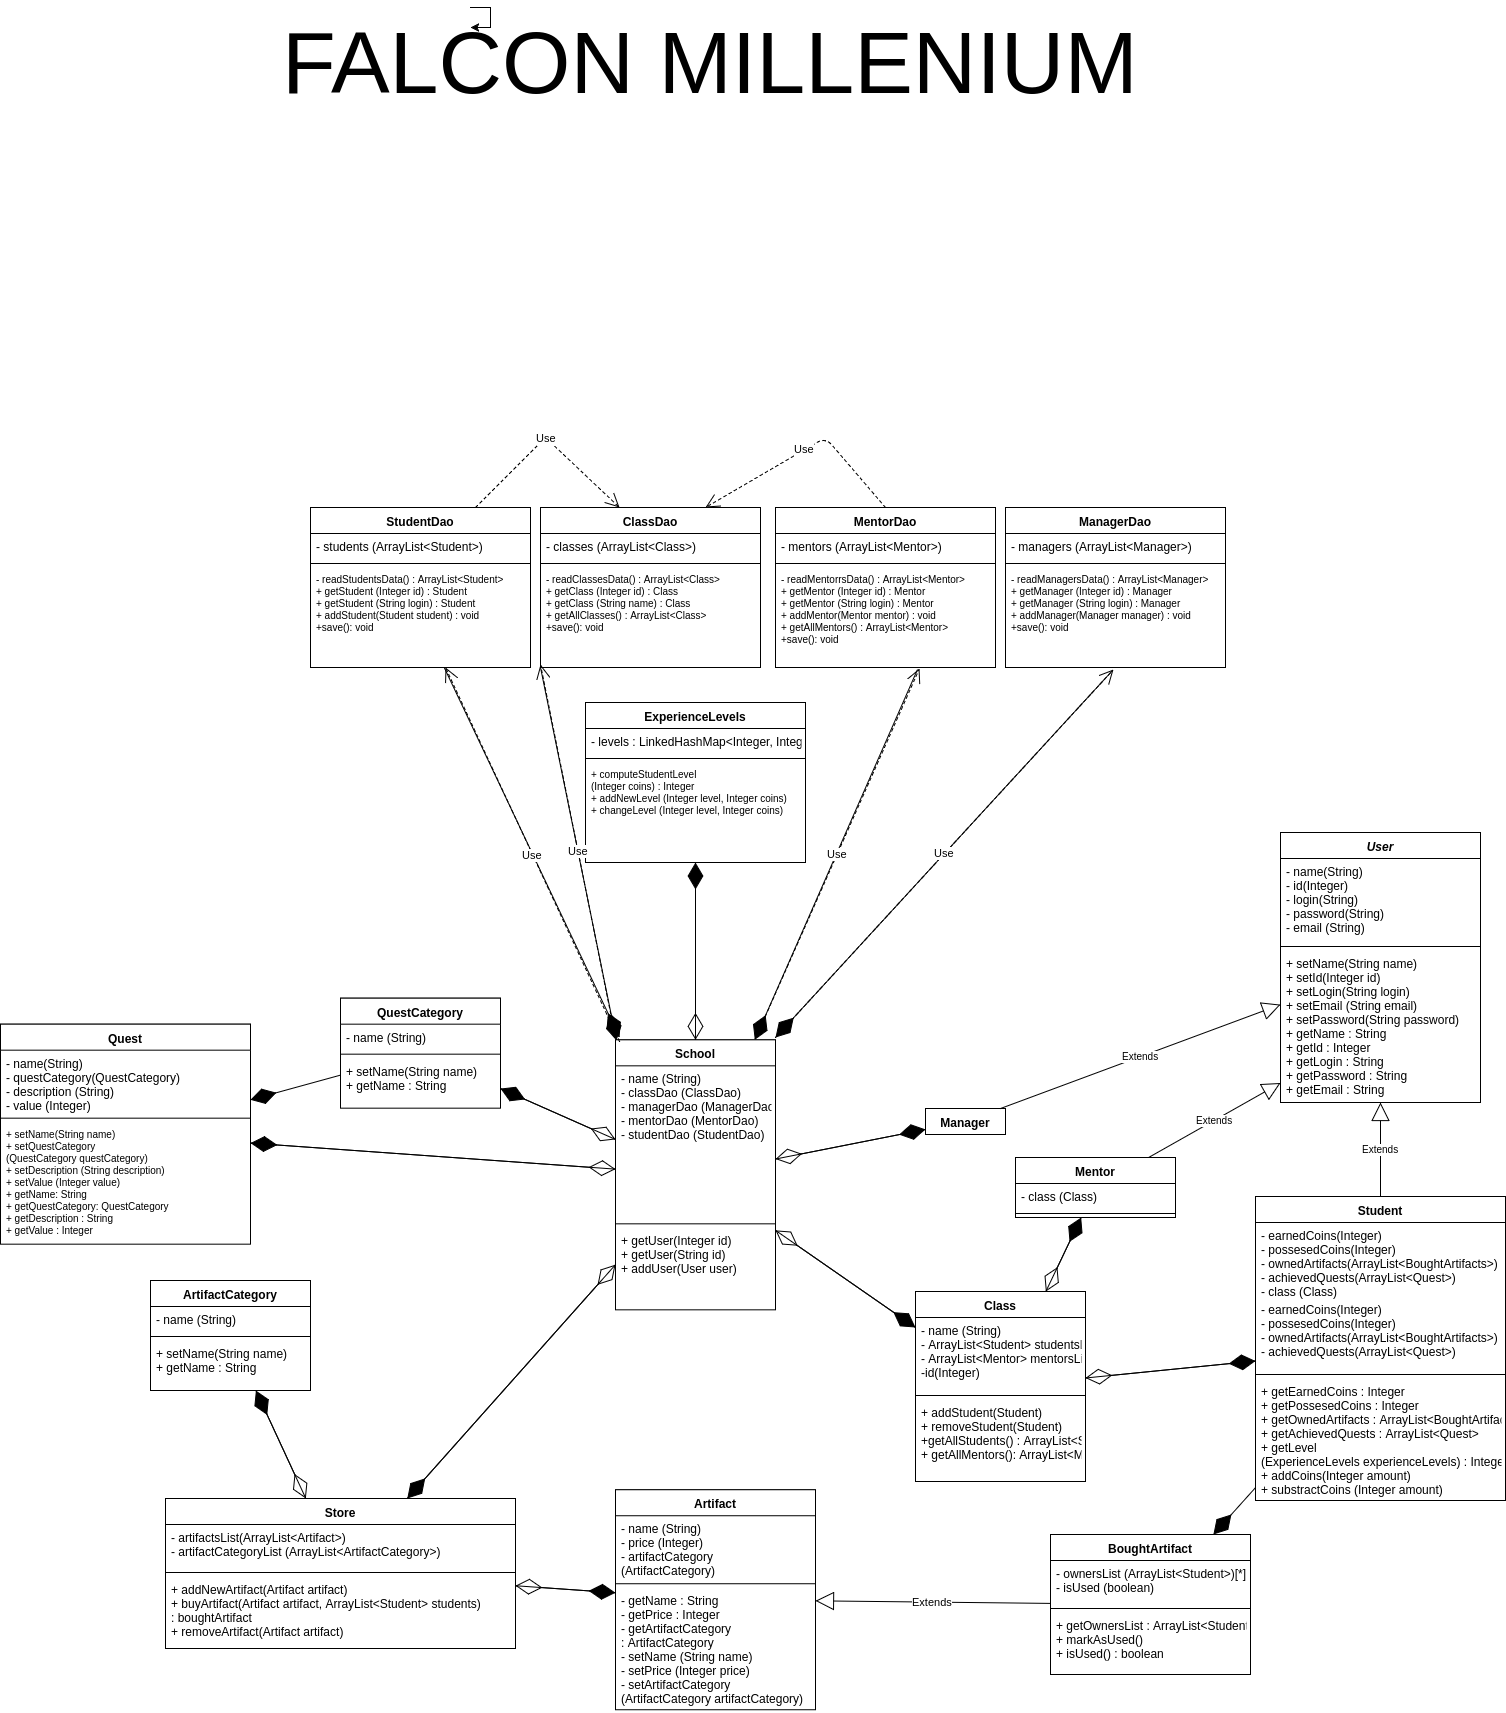 FALCON MILLENIUM
Use
Use
StudentDao
- students (ArrayList<Student>)
- readStudentsData() : ArrayList<Student>
+ getStudent (Integer id) : Student
+ getStudent (String login) : Student
+ addStudent(Student student) : void
+save(): void
ClassDao
- classes (ArrayList<Class>)
- readClassesData() : ArrayList<Class>
+ getClass (Integer id) : Class
+ getClass (String name) : Class
+ getAllClasses() : ArrayList<Class>
+save(): void
MentorDao
- mentors (ArrayList<Mentor>)
- readMentorrsData() : ArrayList<Mentor>
+ getMentor (Integer id) : Mentor
+ getMentor (String login) : Mentor
+ addMentor(Mentor mentor) : void
+ getAllMentors() : ArrayList<Mentor>
+save(): void
ManagerDao
- managers (ArrayList<Manager>)
- readManagersData() : ArrayList<Manager>
+ getManager (Integer id) : Manager
+ getManager (String login) : Manager
+ addManager(Manager manager) : void
+save(): void
ExperienceLevels
- levels : LinkedHashMap<Integer, Integ
+ computeStudentLevel
(Integer coins) : Integer
+ addNewLevel (Integer level, Integer coins)
+ changeLevel (Integer level, Integer coins)
Use
Use
Use
Use
User
- name(String)
- id(Integer)
- login(String)
- password(String)
- email (String)
+ setName(String name)
+ setId(Integer id)
+ setLogin(String login)
+ setEmail (String email)
+ setPassword(String password)
+ getName : String
+ getId : Integer
+ getLogin : String
+ getPassword : String
+ getEmail : String
Quest
- name(String)
- questCategory(QuestCategory)
- description (String)
- value (Integer)
+ setName(String name)
+ setQuestCategory
(QuestCategory questCategory)
+ setDescription (String description)
+ setValue (Integer value)
+ getName: String
+ getQuestCategory: QuestCategory
+ getDescription : String
+ getValue : Integer
QuestCategory
- name (String)
+ setName(String name)
+ getName : String
School
- name (String)
- classDao (ClassDao)
- managerDao (ManagerDao
- mentorDao (MentorDao)
- studentDao (StudentDao)
+ getUser(Integer id)
+ getUser(String id)
+ addUser(User user)
Extends
Manager
Extends
Extends
Mentor
- class (Class)
Student
- earnedCoins(Integer)
- possesedCoins(Integer)
- ownedArtifacts(ArrayList<BoughtArtifacts>)
- achievedQuests(ArrayList<Quest>)
- class (Class)
- earnedCoins(Integer)
- possesedCoins(Integer)
- ownedArtifacts(ArrayList<BoughtArtifacts>)
- achievedQuests(ArrayList<Quest>)
+ getEarnedCoins : Integer
+ getPossesedCoins : Integer
+ getOwnedArtifacts : ArrayList<BoughtArtifac
+ getAchievedQuests : ArrayList<Quest>
+ getLevel
(ExperienceLevels experienceLevels) : Intege
+ addCoins(Integer amount)
+ substractCoins (Integer amount)
ArtifactCategory
- name (String)
+ setName(String name)
+ getName : String
Class
- name (String)
- ArrayList<Student> studentsl
- ArrayList<Mentor> mentorsLi
-id(Integer)
+ addStudent(Student)
+ removeStudent(Student)
+getAllStudents() : ArrayList<S
+ getAllMentors(): ArrayList<M
Store
- artifactsList(ArrayList<Artifact>)
- artifactCategoryList (ArrayList<ArtifactCategory>)
+ addNewArtifact(Artifact artifact)
+ buyArtifact(Artifact artifact, ArrayList<Student> students)
: boughtArtifact
+ removeArtifact(Artifact artifact)
Artifact
- name (String)
- price (Integer)
- artifactCategory
(ArtifactCategory)
- getName : String
- getPrice : Integer
- getArtifactCategory
: ArtifactCategory
- setName (String name)
- setPrice (Integer price)
- setArtifactCategory
(ArtifactCategory artifactCategory)
Extends
BoughtArtifact
- ownersList (ArrayList<Student>)[*]
- isUsed (boolean)
+ getOwnersList : ArrayList<Student
+ markAsUsed()
+ isUsed() : boolean